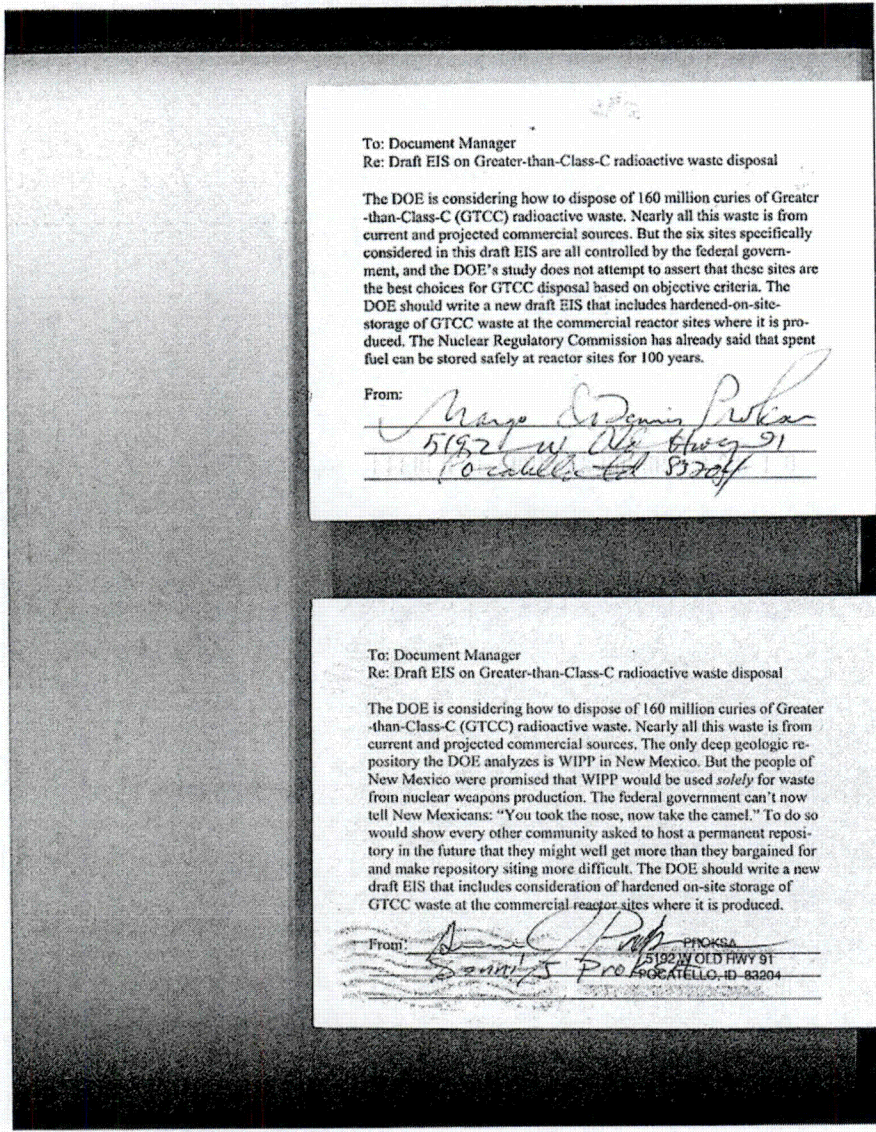 To: Document Manager
Re: Draft EIS on Greater-than-Class-C radioactive waste disposal
The DOE is considering how to dispose of 160 million curies of Greater
-than-Class-C (GTCC) radioactive waste. Nearly all this waste is from
current and projected commercial sources. But the six sites specifically
considered in this draft EIS are all controlled by the federal govern-
ment, and the DOE's study does not attempt to assert that these sites are
the best choices for GTCC disposal based on objective criteria. The
DOE should write a new draft EIS that includes hardened-on-site-
storage of GTCC waste at the commercial reactor sites where it is pro-
duced. The Nuclear Regulatory Commission has already said that spent
fuel can be stored safely at reactor sites for 100 years.
From:
Margo & Dennis Proksa
5192 W Old Hwy 91
Pocatello Id 83204
To: Document Manager
Re: Draft EIS on Greater-than-Class-C radioactive waste disposal
The DOE is considering how to dispose of 160 million curies of Greater
-than-Class-C (GTCC) radioactive waste. Nearly all this waste is from
current and projected commercial sources. The only deep geologic re-
pository the DOE analyzes is WIPP in New Mexico. But the people of
New Mexico were promised that WIPP would be used solely for waste
from nuclear weapons production. The federal government can't now
tell New Mexicans: "You took the nose, now take the camel." To do so
would show every other community asked to host a permanent reposi-
tory in the future that they might well get more than they bargained for
and make repository siting more difficult. The DOE should write a new
draft EIS that includes consideration of hardened on-site storage of
GTCC waste at the commercial reactor sites where it is produced.
From:
PROKSA
5192 W OLD HWY 91
Dennis Proksa
POCATELLO, ID 83204